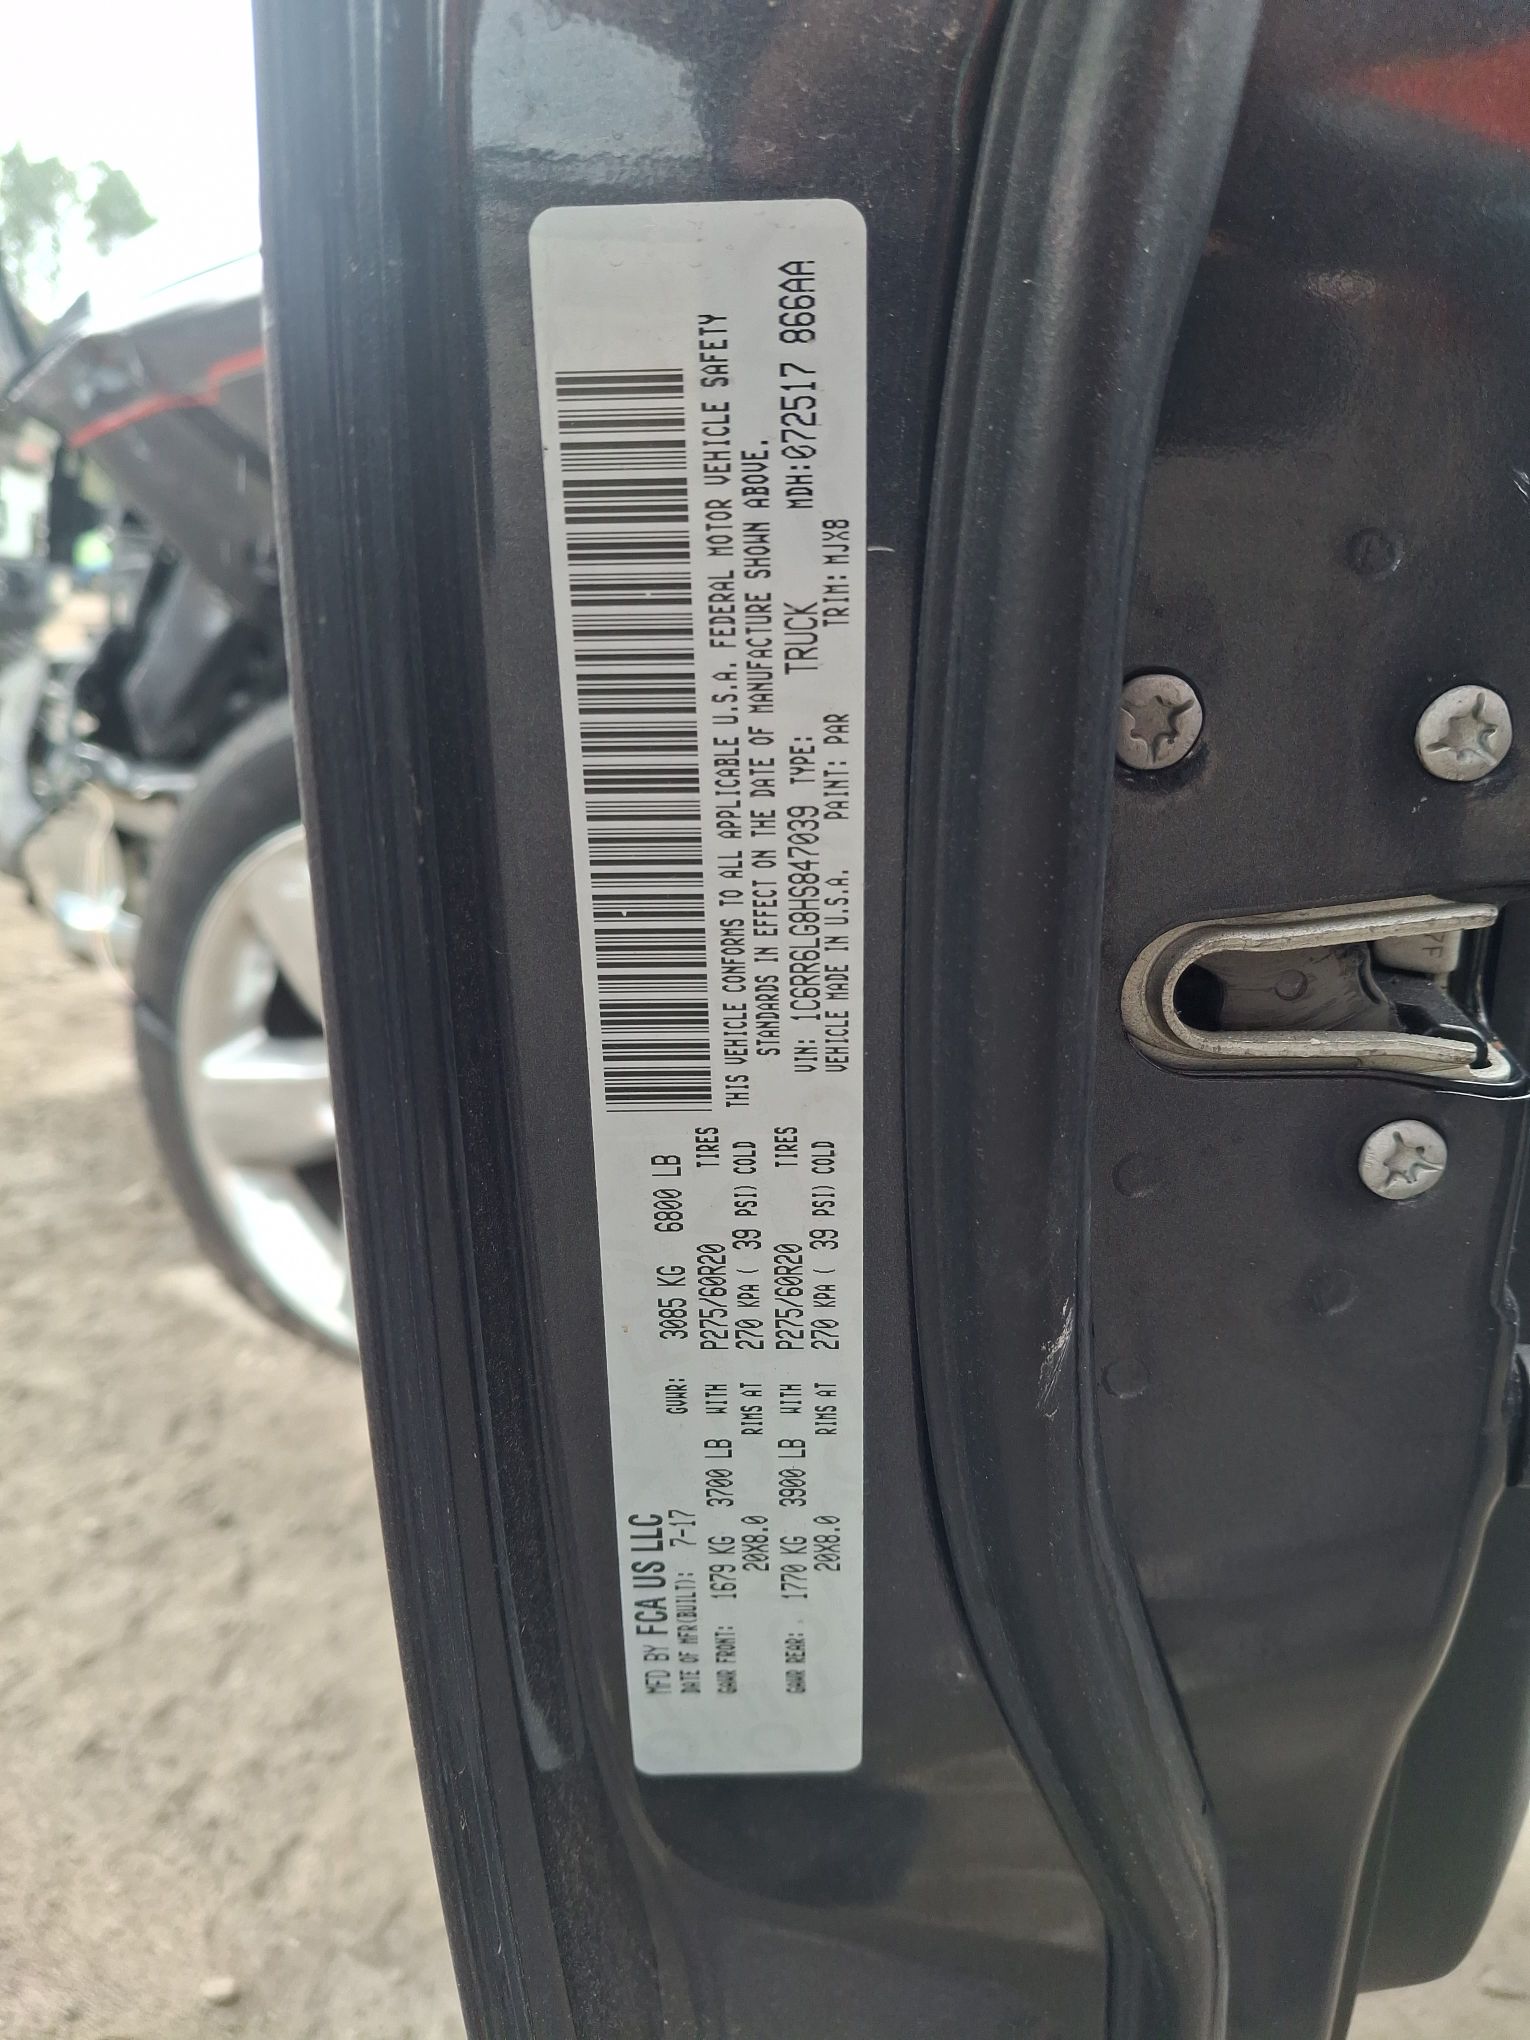 MFD BY FCA US LLC
DATE OF MFR(BUILT): 7-17 GVWR: 3085 KG 6800 LB
GAWR FRONT: 1679 KG 3700 LB WITH P275/60R20 TIRES
20X8.0 RIMS AT 270 KPA ( 39 PSI) COLD
GAWR REAR: 1770 KG 3900 LB WITH P275/60R20 TIRES
20X8.0 RIMS AT 270 KPA ( 39 PSI) COLD
THIS VEHICLE CONFORMS TO ALL APPLICABLE U.S.A. FEDERAL MOTOR VEHICLE SAFETY
STANDARDS IN EFFECT ON THE DATE OF MANUFACTURE SHOWN ABOVE.
VIN: 1C6RR6LG8HS847039 TYPE: TRUCK MDH:072517 866AA
VEHICLE MADE IN U.S.A. PAINT: PAR TRIM: MJX8